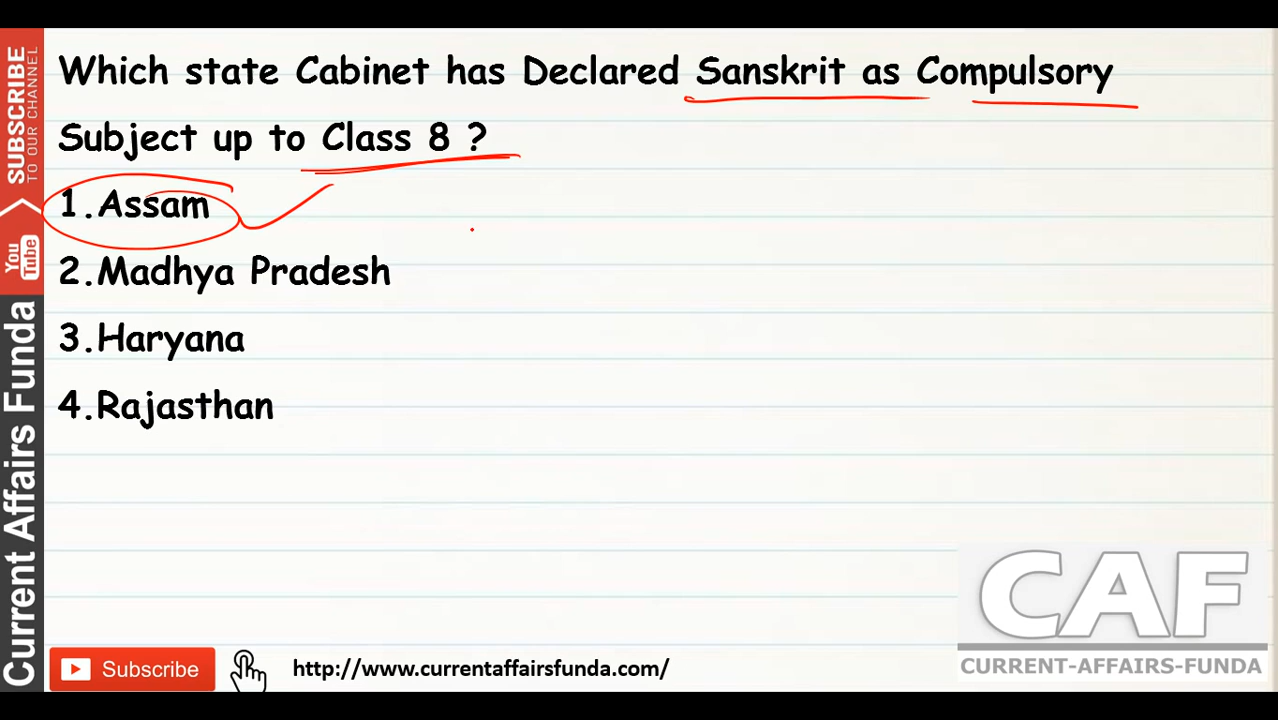 Which state Cabinet has Declared Sanskrit as Compulsory
Subject up to Class 8 ?
1.Assam
2.Madhya Pradesh
3.Haryana
4.Rajasthan
SUBSCRIBE
TO OUR CHANNEL
You
Tube
Current Affairs Funda
Subscribe
http://www.currentaffairsfunda.com/
CAF
CURRENT-AFFAIRS-FUNDA